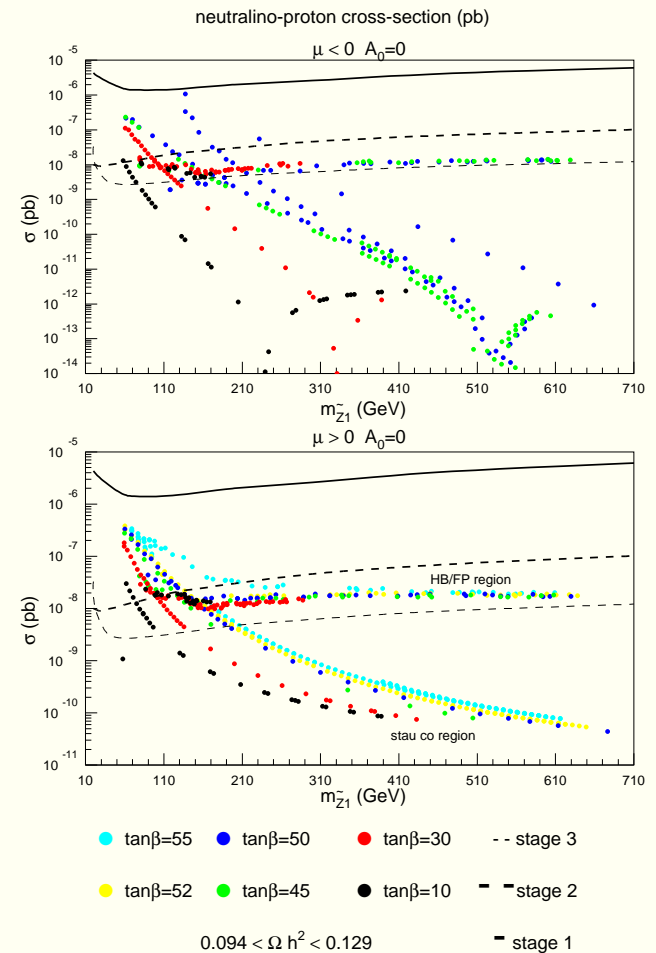 neutralino-proton cross-section (pb)
μ < 0 A₀=0
σ (pb)
10⁻⁵
10⁻⁶
10⁻⁷
10⁻⁸
10⁻⁹
10⁻¹⁰
10⁻¹¹
10⁻¹²
10⁻¹³
10⁻¹⁴
10 110 210 310 410 510 610 710
m_Z̃1 (GeV)
μ > 0 A₀=0
σ (pb)
10⁻⁵
10⁻⁶
10⁻⁷
10⁻⁸
10⁻⁹
10⁻¹⁰
10⁻¹¹
HB/FP region
stau co region
10 110 210 310 410 510 610 710
m_Z̃1 (GeV)
tanβ=55 tanβ=50 tanβ=30 stage 3
tanβ=52 tanβ=45 tanβ=10 stage 2
0.094 < Ω h² < 0.129 stage 1